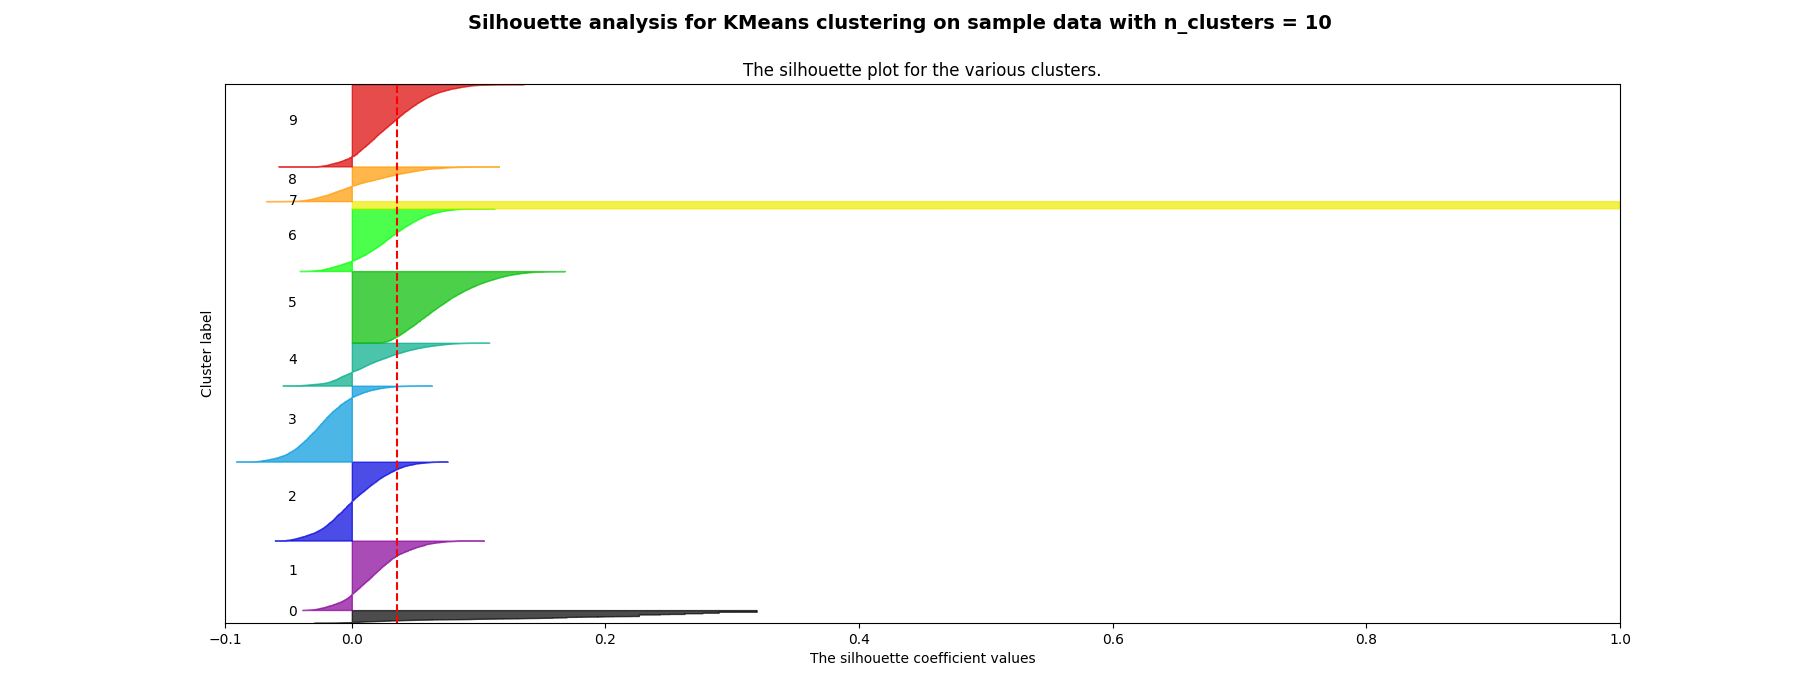 Silhouette analysis for KMeans clustering on sample data with n_clusters = 10
The silhouette plot for the various clusters.
9
8
7
6
5
4
3
2
1
0
Cluster label
−0.1 0.0 0.2 0.4 0.6 0.8 1.0
The silhouette coefficient values